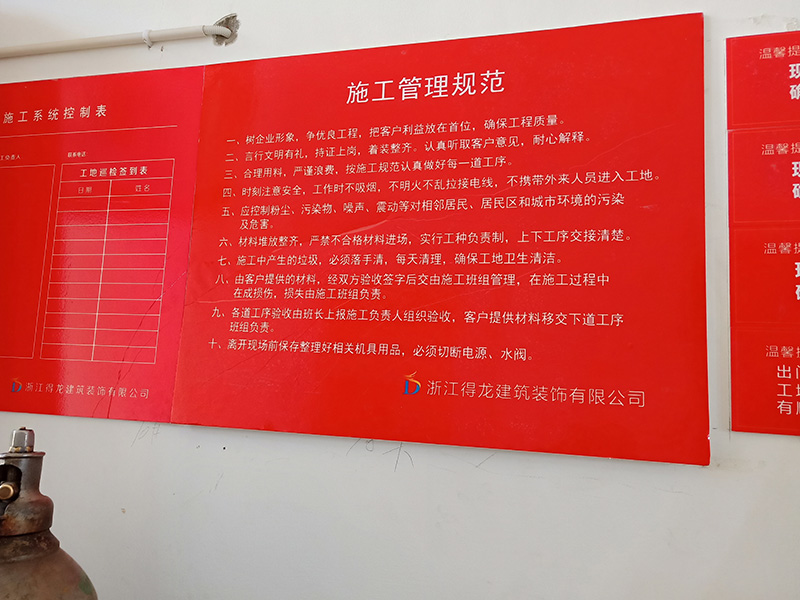 施工系统控制表
工负责人
联系电话:
工地巡检签到表
日期 姓名
浙江得龙建筑装饰有限公司
施工管理规范
一、树企业形象，争优良工程，把客户利益放在首位，确保工程质量。
二、言行文明有礼，持证上岗，着装整齐。认真听取客户意见，耐心解释。
三、合理用料，严谨浪费，按施工规范认真做好每一道工序。
四、时刻注意安全，工作时不吸烟，不明火不乱拉接电线，不携带外来人员进入工地。
五、应控制粉尘、污染物、噪声、震动等对相邻居民、居民区和城市环境的污染
及危害。
六、材料堆放整齐，严禁不合格材料进场，实行工种负责制，上下工序交接清楚。
七、施工中产生的垃圾，必须落手清，每天清理，确保工地卫生清洁。
八、由客户提供的材料，经双方验收签字后交由施工班组管理，在施工过程中
在成损伤，损失由施工班组负责。
九、各道工序验收由班长上报施工负责人组织验收，客户提供材料移交下道工序
班组负责。
十、离开现场前保存整理好相关机具用品，必须切断电源、水阀。
浙江得龙建筑装饰有限公司
温馨提
现
确
温馨提
现
确
温馨提
现
确
温馨提
出门
工地
有